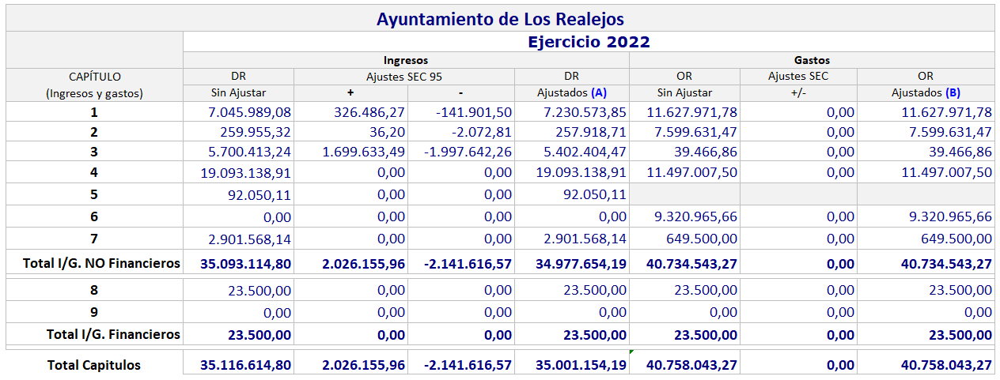 Ayuntamiento de Los Realejos
Ejercicio 2022
Ingresos Gastos
CAPÍTULO DR Ajustes SEC 95 DR OR Ajustes SEC OR
(Ingresos y gastos) Sin Ajustar + - Ajustados (A) Sin Ajustar +/- Ajustados (B)
1 7.045.989,08 326.486,27 -141.901,50 7.230.573,85 11.627.971,78 0,00 11.627.971,78
2 259.955,32 36,20 -2.072,81 257.918,71 7.599.631,47 0,00 7.599.631,47
3 5.700.413,24 1.699.633,49 -1.997.642,26 5.402.404,47 39.466,86 0,00 39.466,86
4 19.093.138,91 0,00 0,00 19.093.138,91 11.497.007,50 0,00 11.497.007,50
5 92.050,11 0,00 0,00 92.050,11
6 0,00 0,00 0,00 0,00 9.320.965,66 0,00 9.320.965,66
7 2.901.568,14 0,00 0,00 2.901.568,14 649.500,00 0,00 649.500,00
Total I/G. NO Financieros 35.093.114,80 2.026.155,96 -2.141.616,57 34.977.654,19 40.734.543,27 0,00 40.734.543,27
8 23.500,00 0,00 0,00 23.500,00 23.500,00 0,00 23.500,00
9 0,00 0,00 0,00 0,00 0,00 0,00 0,00
Total I/G. Financieros 23.500,00 0,00 0,00 23.500,00 23.500,00 0,00 23.500,00
Total Capitulos 35.116.614,80 2.026.155,96 -2.141.616,57 35.001.154,19 40.758.043,27 0,00 40.758.043,27